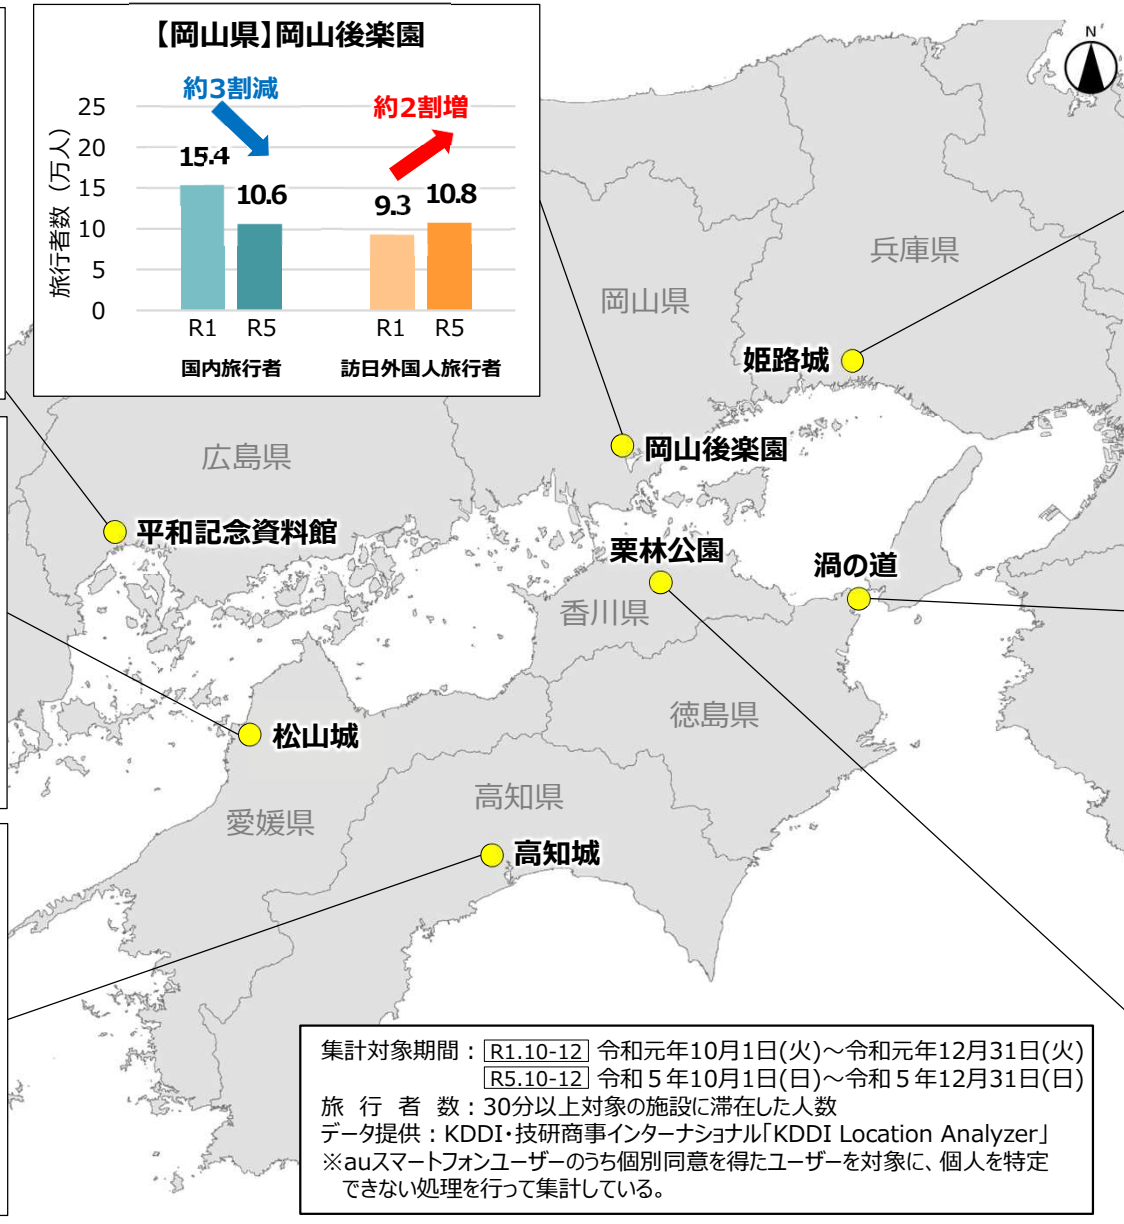 【岡山県】岡山後楽園
約3割減
約2割増
旅行者数（万人）
25
20
15
10
5
0
15.4
10.6
9.3
10.8
R1
R5
R1
R5
国内旅行者
訪日外国人旅行者
N
兵庫県
岡山県
姫路城
広島県
岡山後楽園
平和記念資料館
栗林公園
渦の道
香川県
徳島県
松山城
高知県
愛媛県
高知城
集計対象期間：R1.10-12 令和元年10月1日(火)～令和元年12月31日(火)
R5.10-12 令和５年10月1日(日)～令和５年12月31日(日)
旅 行 者 数：30分以上対象の施設に滞在した人数
データ提供：KDDI・技研商事インターナショナル「KDDI Location Analyzer」
※auスマートフォンユーザーのうち個別同意を得たユーザーを対象に、個人を特定
できない処理を行って集計している。